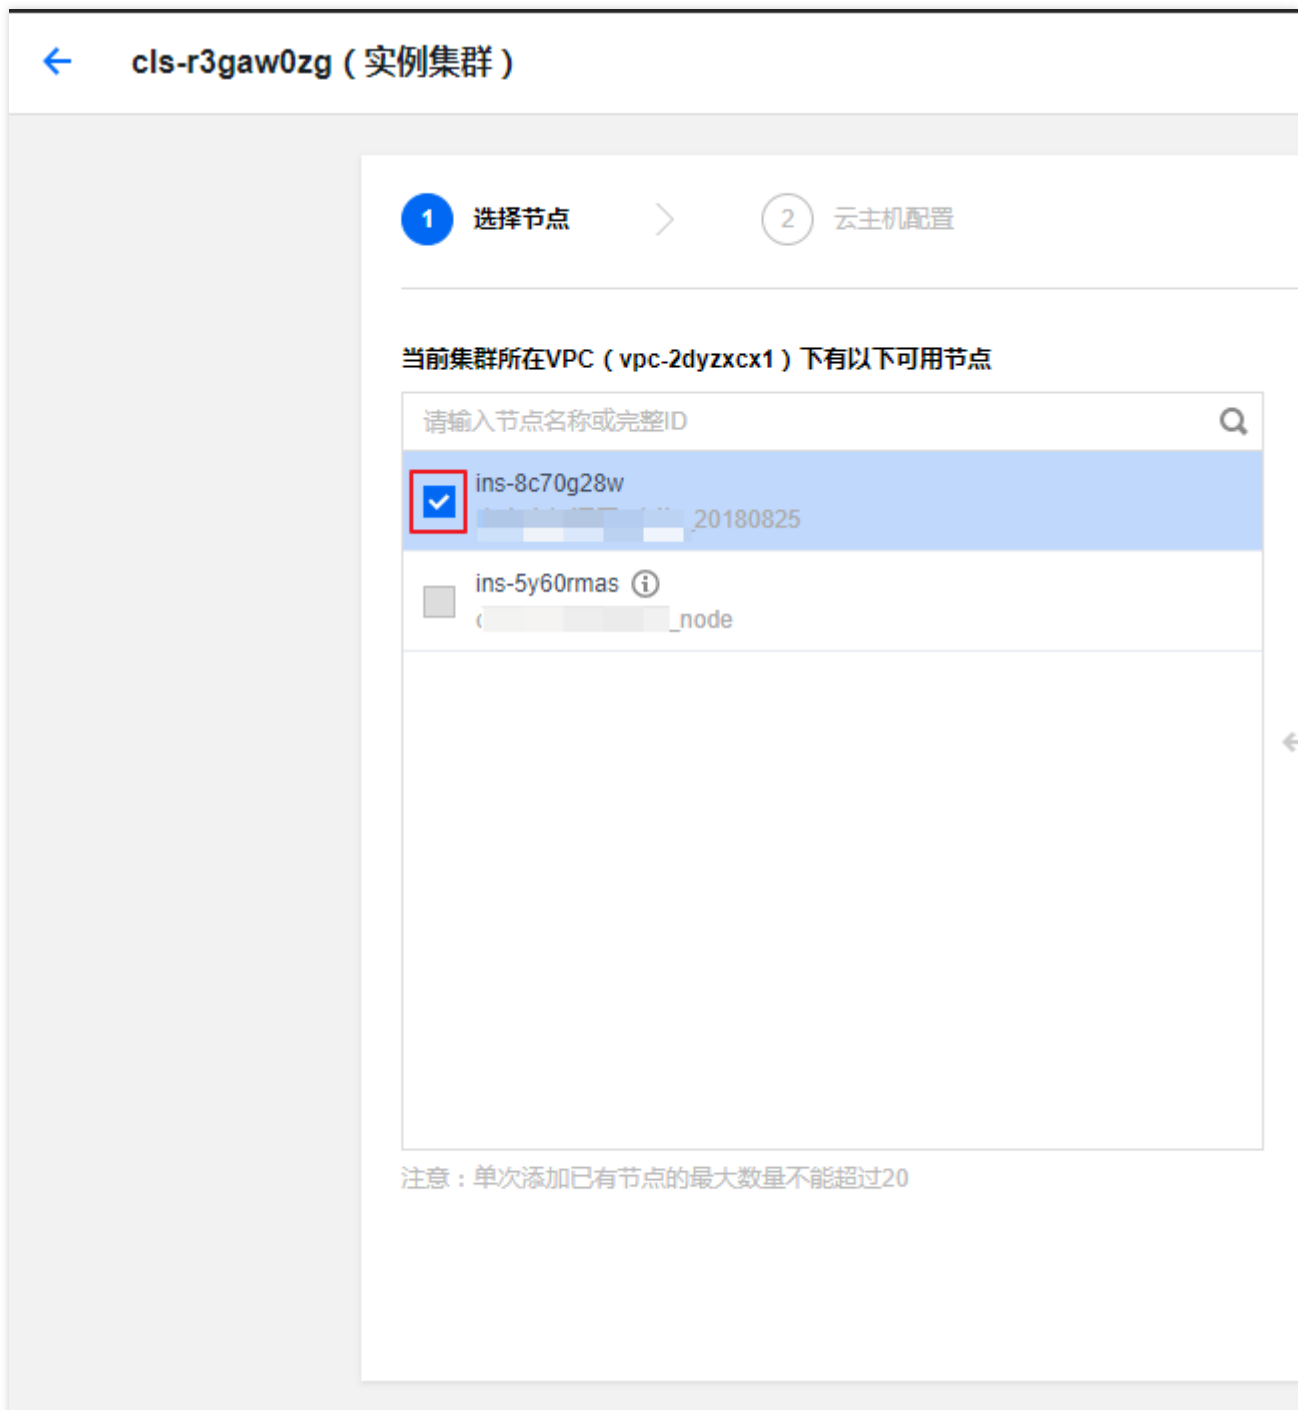 cls-r3gaw0zg（实例集群）
1 选择节点 2 云主机配置
当前集群所在VPC（vpc-2dyzxcx1）下有以下可用节点
请输入节点名称或完整ID
ins-8c70g28w
_20180825
ins-5y60rmas
_node
注意：单次添加已有节点的最大数量不能超过20